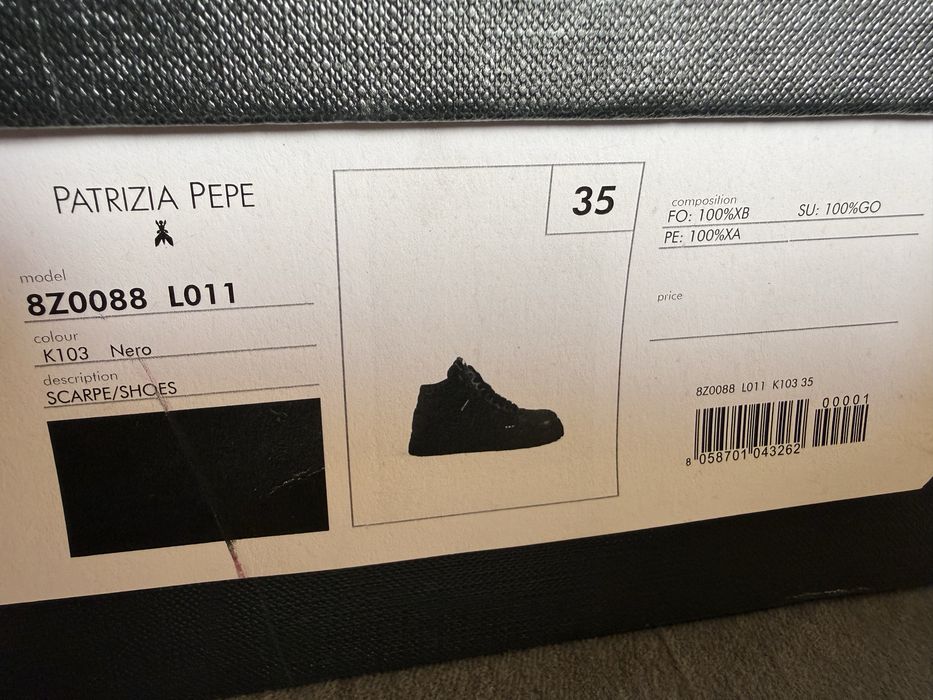 PATRIZIA PEPE
model
8Z0088 L011
colour
K103 Nero
description
SCARPE/SHOES
35
composition
FO: 100%XB SU: 100%GO
PE: 100%XA
price
8Z0088 L011 K103 35
00001
8 058701 043262